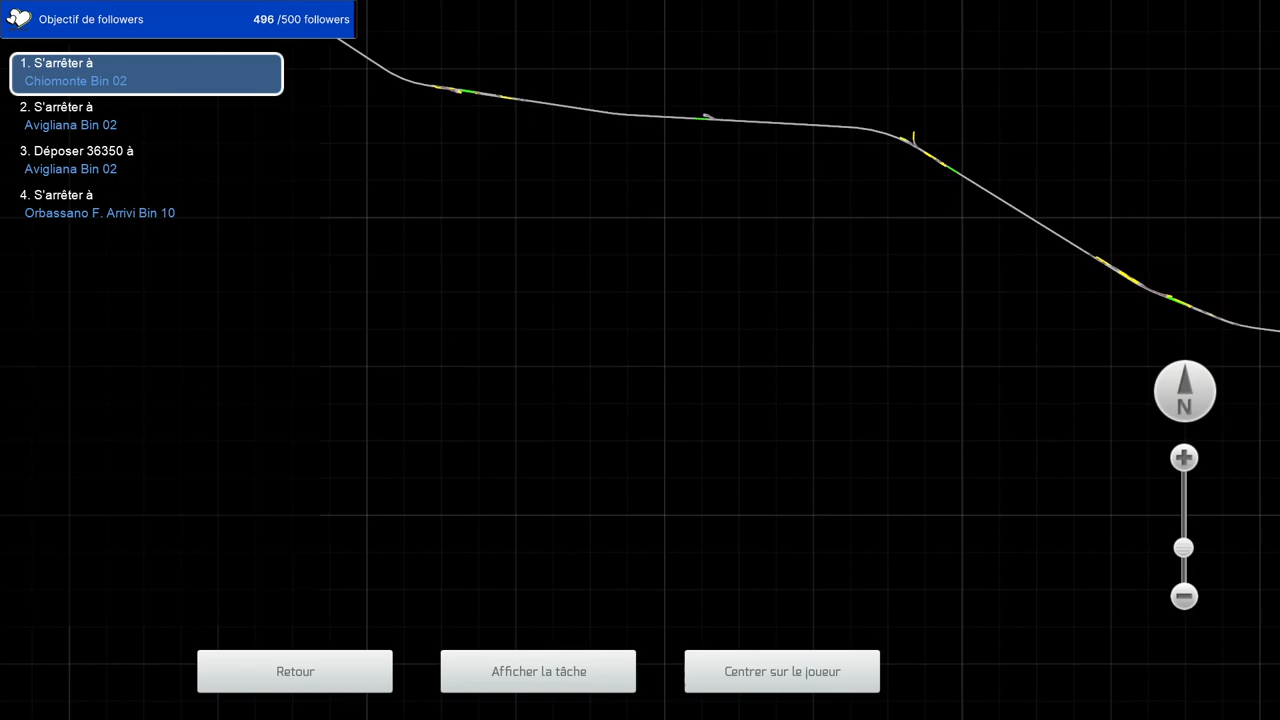 Objectif de followers
496 /500 followers
1. S'arrêter à
Chiomonte Bin 02
2. S'arrêter à
Avigliana Bin 02
3. Déposer 36350 à
Avigliana Bin 02
4. S'arrêter à
Orbassano F. Arrivi Bin 10
N
Retour
Afficher la tâche
Centrer sur le joueur